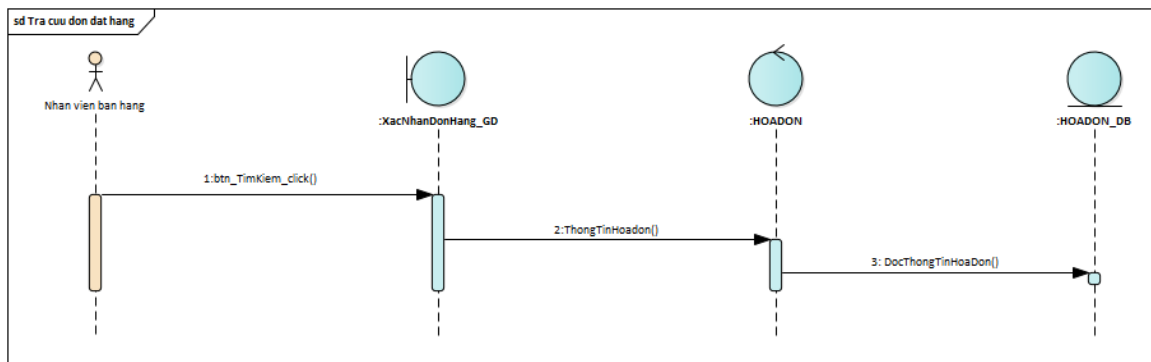 sd Tra cuu don dat hang
Nhan vien ban hang
:XacNhanDonHang_GD
:HOADON
:HOADON_DB
1:btn_TimKiem_click()
2:ThongTinHoadon()
3: DocThongTinHoaDon()